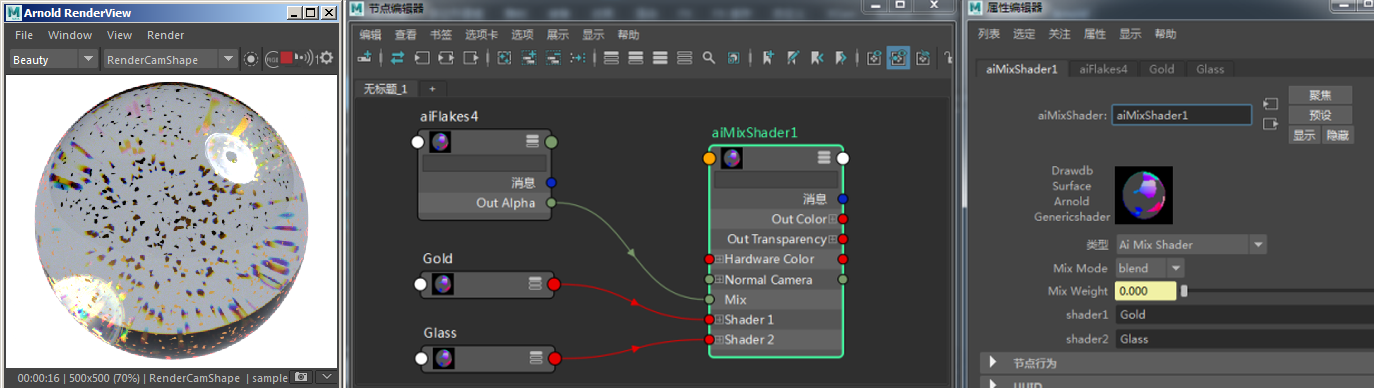 Arnold RenderView
File Window View Render
Beauty RenderCamShape
00:00:16 | 500x500 (70%) | RenderCamShape | sample
节点编辑器
编辑 查看 书签 选项卡 选项 展示 显示 帮助
无标题_1 +
aiFlakes4
消息
Out Alpha
Gold
Glass
aiMixShader1
消息
Out Color
Out Transparency
Hardware Color
Normal Camera
Mix
Shader 1
Shader 2
属性编辑器
列表 选定 关注 属性 显示 帮助
aiMixShader1 aiFlakes4 Gold Glass
aiMixShader: aiMixShader1
聚焦
预设
显示 隐藏
Drawdb
Surface
Arnold
Genericshader
类型 Ai Mix Shader
Mix Mode blend
Mix Weight 0.000
shader1 Gold
shader2 Glass
节点行为
UUID